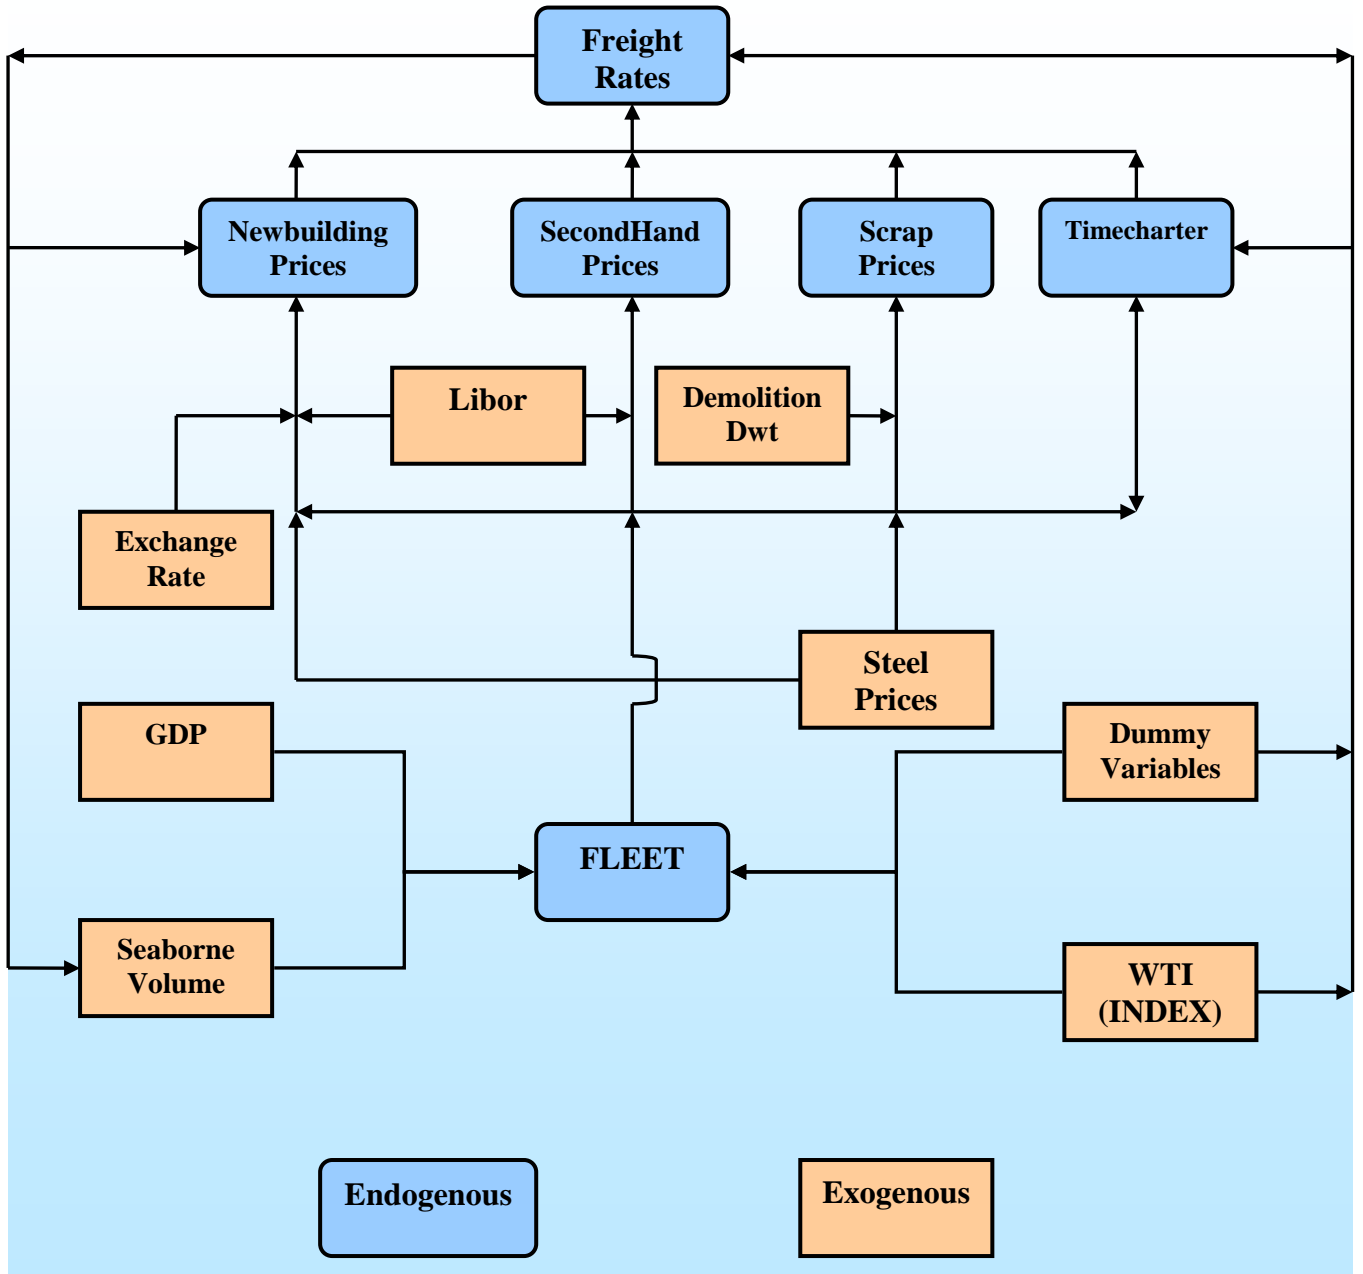 Freight
Rates
Newbuilding
Prices
SecondHand
Prices
Scrap
Prices
Timecharter
Libor
Demolition
Dwt
Exchange
Rate
Steel
Prices
GDP
Dummy
Variables
FLEET
Seaborne
Volume
WTI
(INDEX)
Endogenous
Exogenous